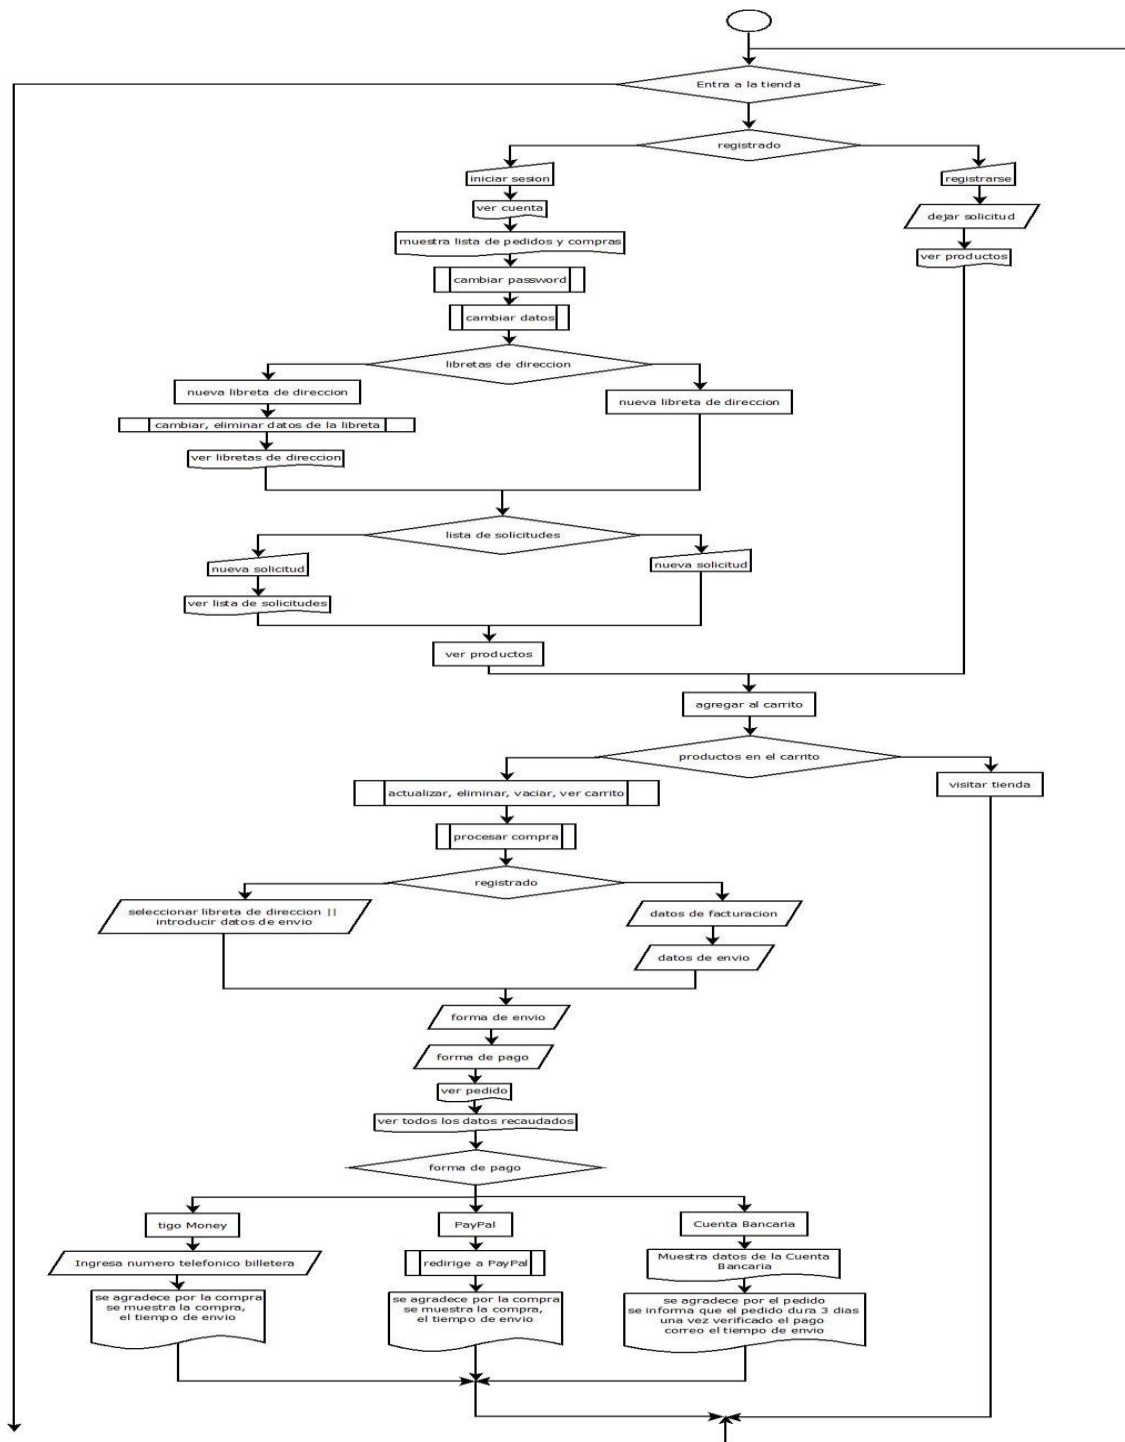 Entra a la tienda
registrado
iniciar sesion
registrarse
ver cuenta
dejar solicitud
muestra lista de pedidos y compras
ver productos
cambiar password
cambiar datos
libretas de direccion
nueva libreta de direccion
nueva libreta de direccion
cambiar, eliminar datos de la libreta
ver libretas de direccion
lista de solicitudes
nueva solicitud
nueva solicitud
ver lista de solicitudes
ver productos
agregar al carrito
productos en el carrito
visitar tienda
actualizar, eliminar, vaciar, ver carrito
procesar compra
registrado
seleccionar libreta de direccion ||
introducir datos de envio
datos de facturacion
datos de envio
forma de envio
forma de pago
ver pedido
ver todos los datos recaudados
forma de pago
tigo Money
PayPal
Cuenta Bancaria
Ingresa numero telefonico billetera
redirige a PayPal
Muestra datos de la Cuenta
Bancaria
se agradece por la compra
se muestra la compra,
el tiempo de envio
se agradece por la compra
se muestra la compra,
el tiempo de envio
se agradece por el pedido
se informa que el pedido dura 3 dias
una vez verificado el pago
correo el tiempo de envio